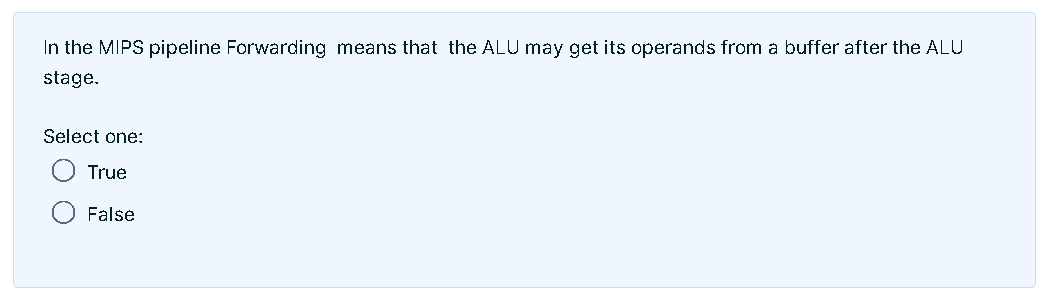 In the MIPS pipeline Forwarding means that the ALU may get its operands from a buffer after the ALU
stage.
Select one:
True
False